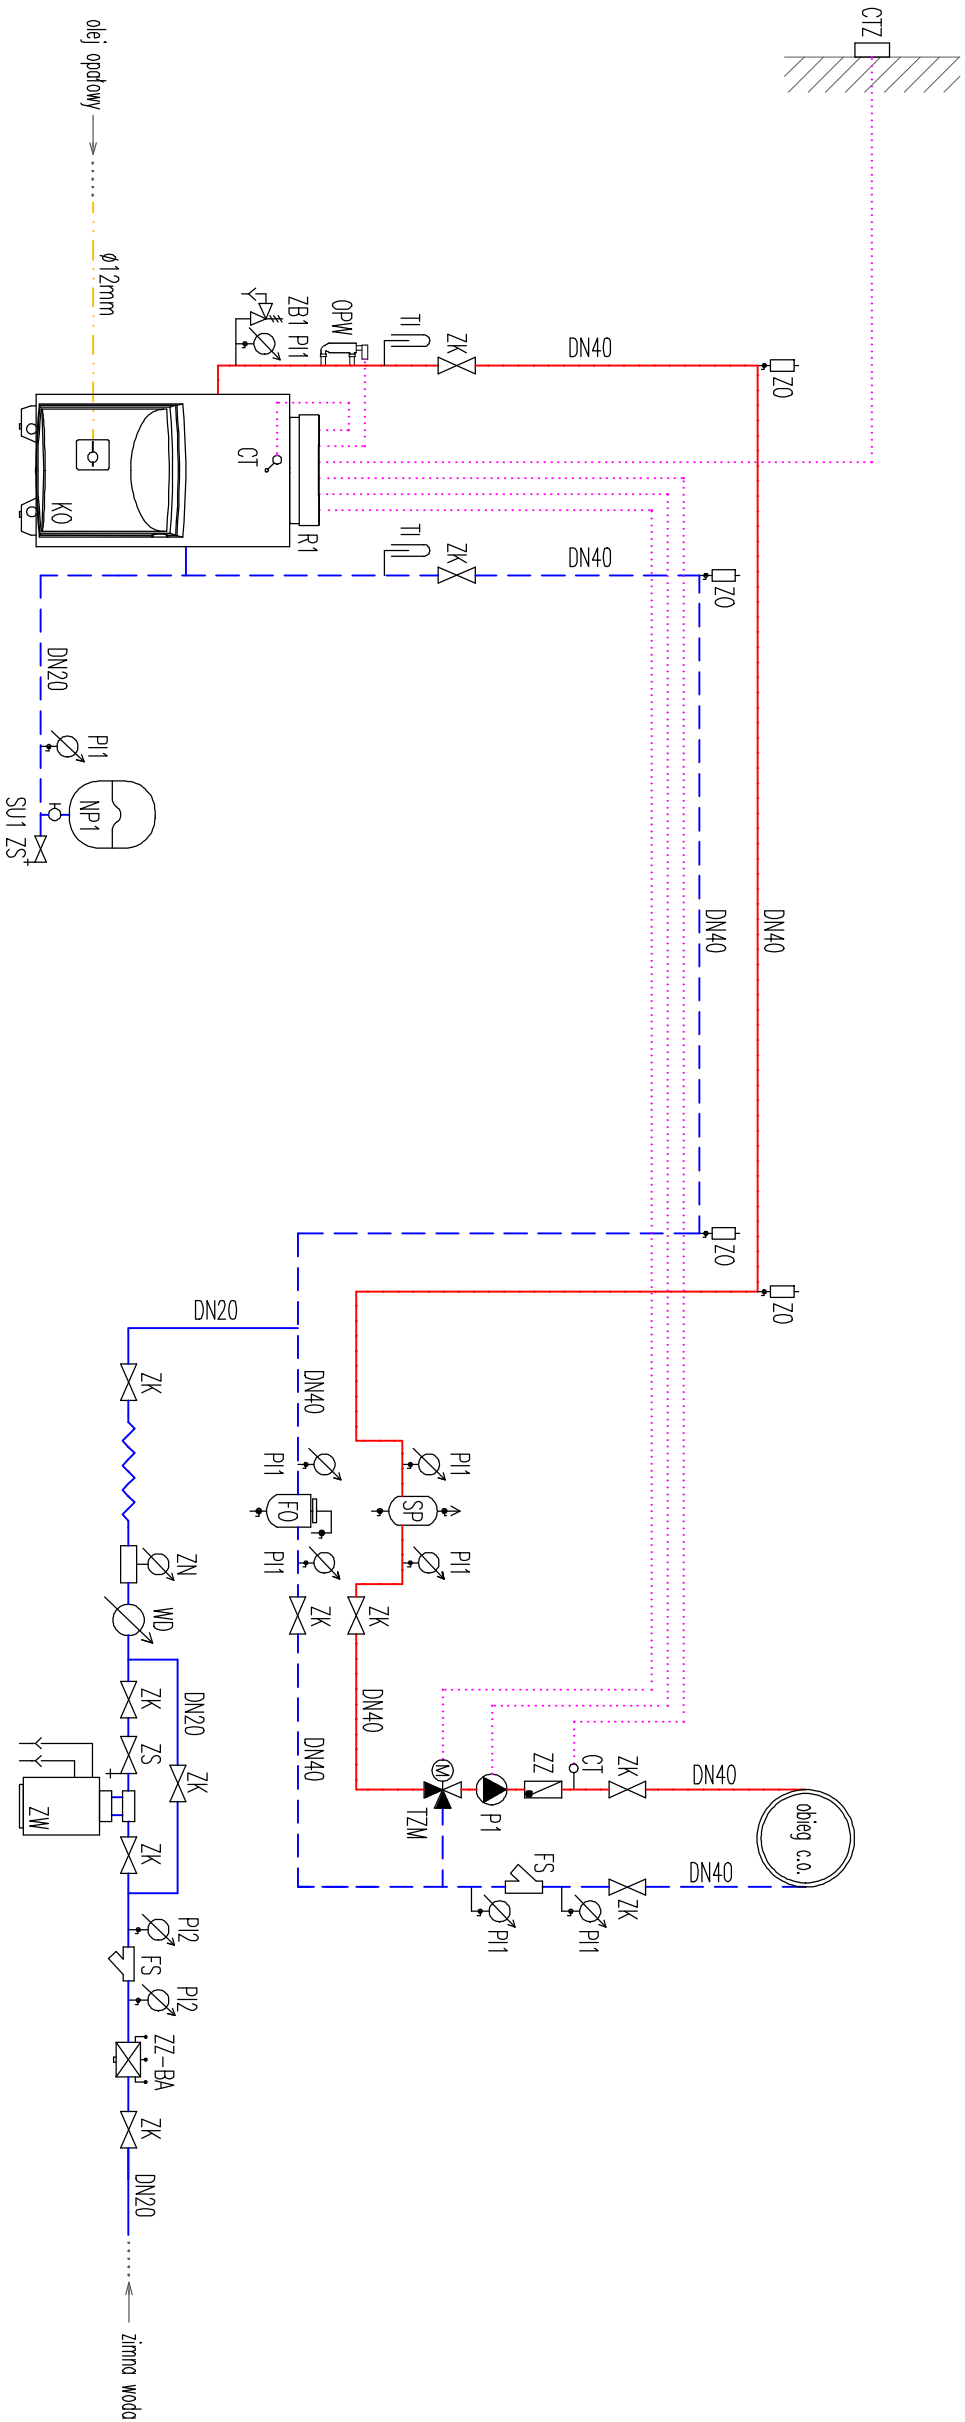 CTZ
olej opałowy
ø12mm
ZB1 PI1
OPW
TI
ZK
DN40
ZO
CT
KO
R1
TI
ZK
DN40
ZO
DN20
PI1
NP1
SU1 ZS
DN40
DN40
ZO
ZO
DN20
ZK
DN40
PI1
FO
PI1
PI1
SP
PI1
ZN
WD
ZK
ZK
DN20
ZK
ZS
ZK
ZW
ZK
DN40
DN40
M
TZM
P1
ZZ
CT
ZK
DN40
obieg c.o.
FS
PI1
PI1
ZK
DN40
PI2
FS
PI2
ZZ-BA
ZK
DN20
zimna woda